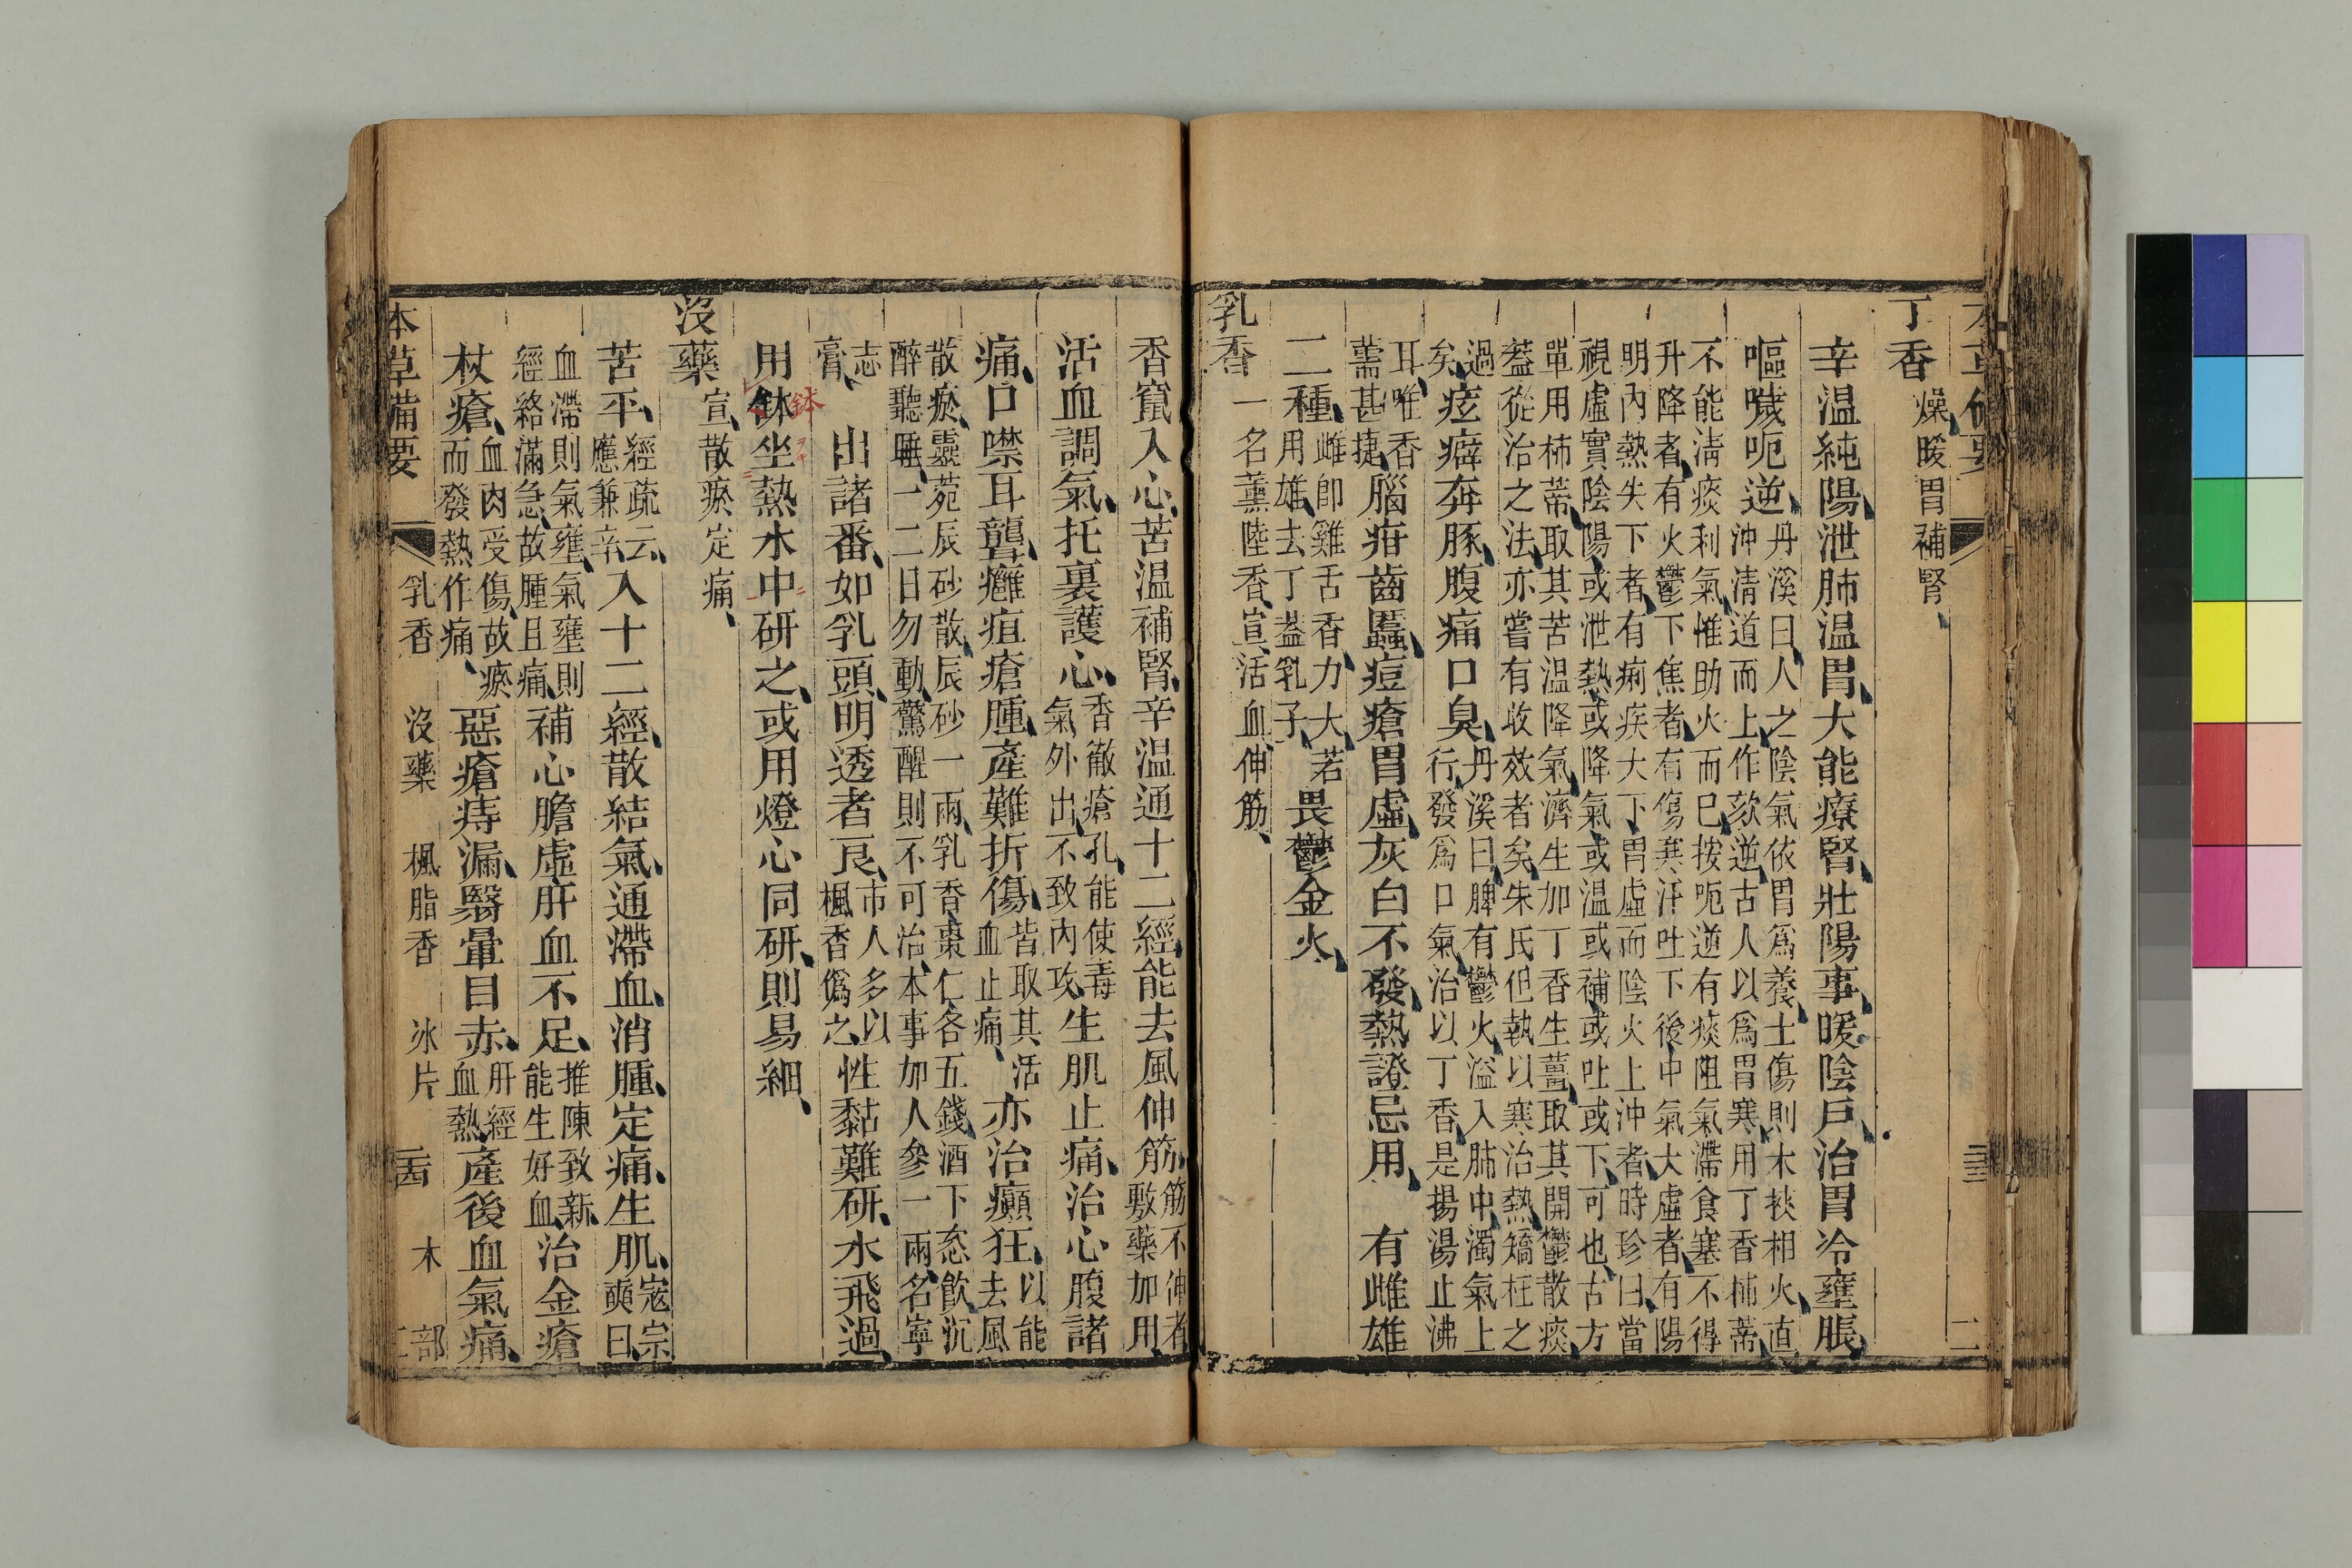 本草備要
丁香 燥暖胃補腎、
辛温純陽泄肺温胃、大能療腎壯陽事、暖陰戶、治胃冷壅脹、
嘔噦呃逆、丹溪曰、人之陰氣依胃爲養、土傷則木挾相火、直
沖清道而上作欬逆、古人以爲胃寒、用丁香柿蒂、
不能清痰利氣、惟助火而已、按呃逆有痰阻氣滯食塞不得
升降者、有火鬱下焦者、有傷寒汗吐下後中氣大虛者、有陽
明內熱失下者、有痢疾大下胃虛而陰火上沖者、時珍曰、當
視虛實陰陽、或泄熱、或降氣、或温或補、或吐或下、可也、古方
單用柿蒂、取其苦温降氣、濟生加丁香生薑、取其開鬱散痰、
葢從治之法、亦嘗有收效者矣、朱氏但執以寒治熱、矯枉之
過
矣、痃癖奔豚、腹痛口臭、丹溪曰、脾有鬱火、溢入肺中、濁氣上
行、發爲口氣、治以丁香、是揚湯止沸
耳、唯香
薷甚捷、腦疳齒䘌、痘瘡胃虛、灰白不發、熱證忌用、 有雌雄
二種、雌卽雞舌香、力大、若
用雄、去丁葢乳子、畏鬱金火、
乳香 一名薰陸香、宣、活血伸筋、
香竄入心、苦温補腎、辛温通十二經、能去風伸筋、筋不伸者、
敷藥加用、
活血調氣、托裏護心、香徹瘡孔、能使毒
氣外出、不致內攻、生肌止痛、治心腹諸
痛、口噤耳聾、癰疽瘡腫、產難折傷、皆取其活
血止痛、亦治癲狂、以能
去風
散瘀、靈苑辰砂散、辰砂一兩、乳香棗仁各五錢、酒下、恣飲沉
醉、聽睡一二日勿動、驚醒則不可治、本事加人參一兩、名寧
志
膏、 出諸番、如乳頭、明透者良、市人多以
楓香僞之、性黏難研、水飛過、
用鉢坐熱水中研之、或用燈心同研、則易細、
沒藥 宣、散瘀定痛、
苦平、經疏云、
應兼辛、入十二經、散結氣、通滯血、消腫定痛、生肌、寇宗
奭曰、
血滯則氣壅、氣壅則
經絡滿急、故腫且痛、補心膽虛、肝血不足、推陳致新、
能生好血、治金瘡
杖瘡、血肉受傷、故瘀
而發熱作痛、惡瘡痔漏、翳暈目赤、肝經
血熱、產後血氣痛、
本草備要 乳香 沒藥 楓脂香 冰片 木部